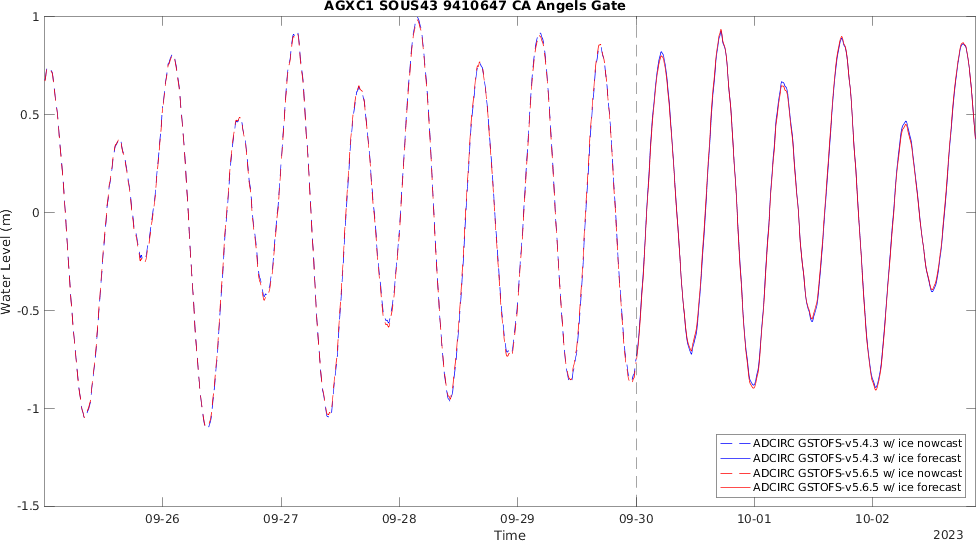 AGXC1 SOUS43 9410647 CA Angels Gate
1
0.5
0
-0.5
-1
-1.5
Water Level (m)
09-26
09-27
09-28
09-29
09-30
10-01
10-02
Time
2023
ADCIRC GSTOFS-v5.4.3 w/ ice nowcast
ADCIRC GSTOFS-v5.4.3 w/ ice forecast
ADCIRC GSTOFS-v5.6.5 w/ ice nowcast
ADCIRC GSTOFS-v5.6.5 w/ ice forecast